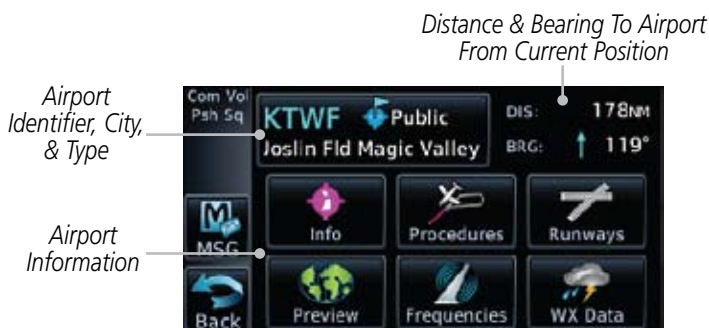 Distance & Bearing To Airport
From Current Position
Airport
Identifier, City,
& Type
Com Vol
Psh Sq
KTWF Public
Joslin Fld Magic Valley
DIS: 178NM
BRG: 119°
Airport
Information
MSG
Info
Procedures
Runways
Back
Preview
Frequencies
WX Data